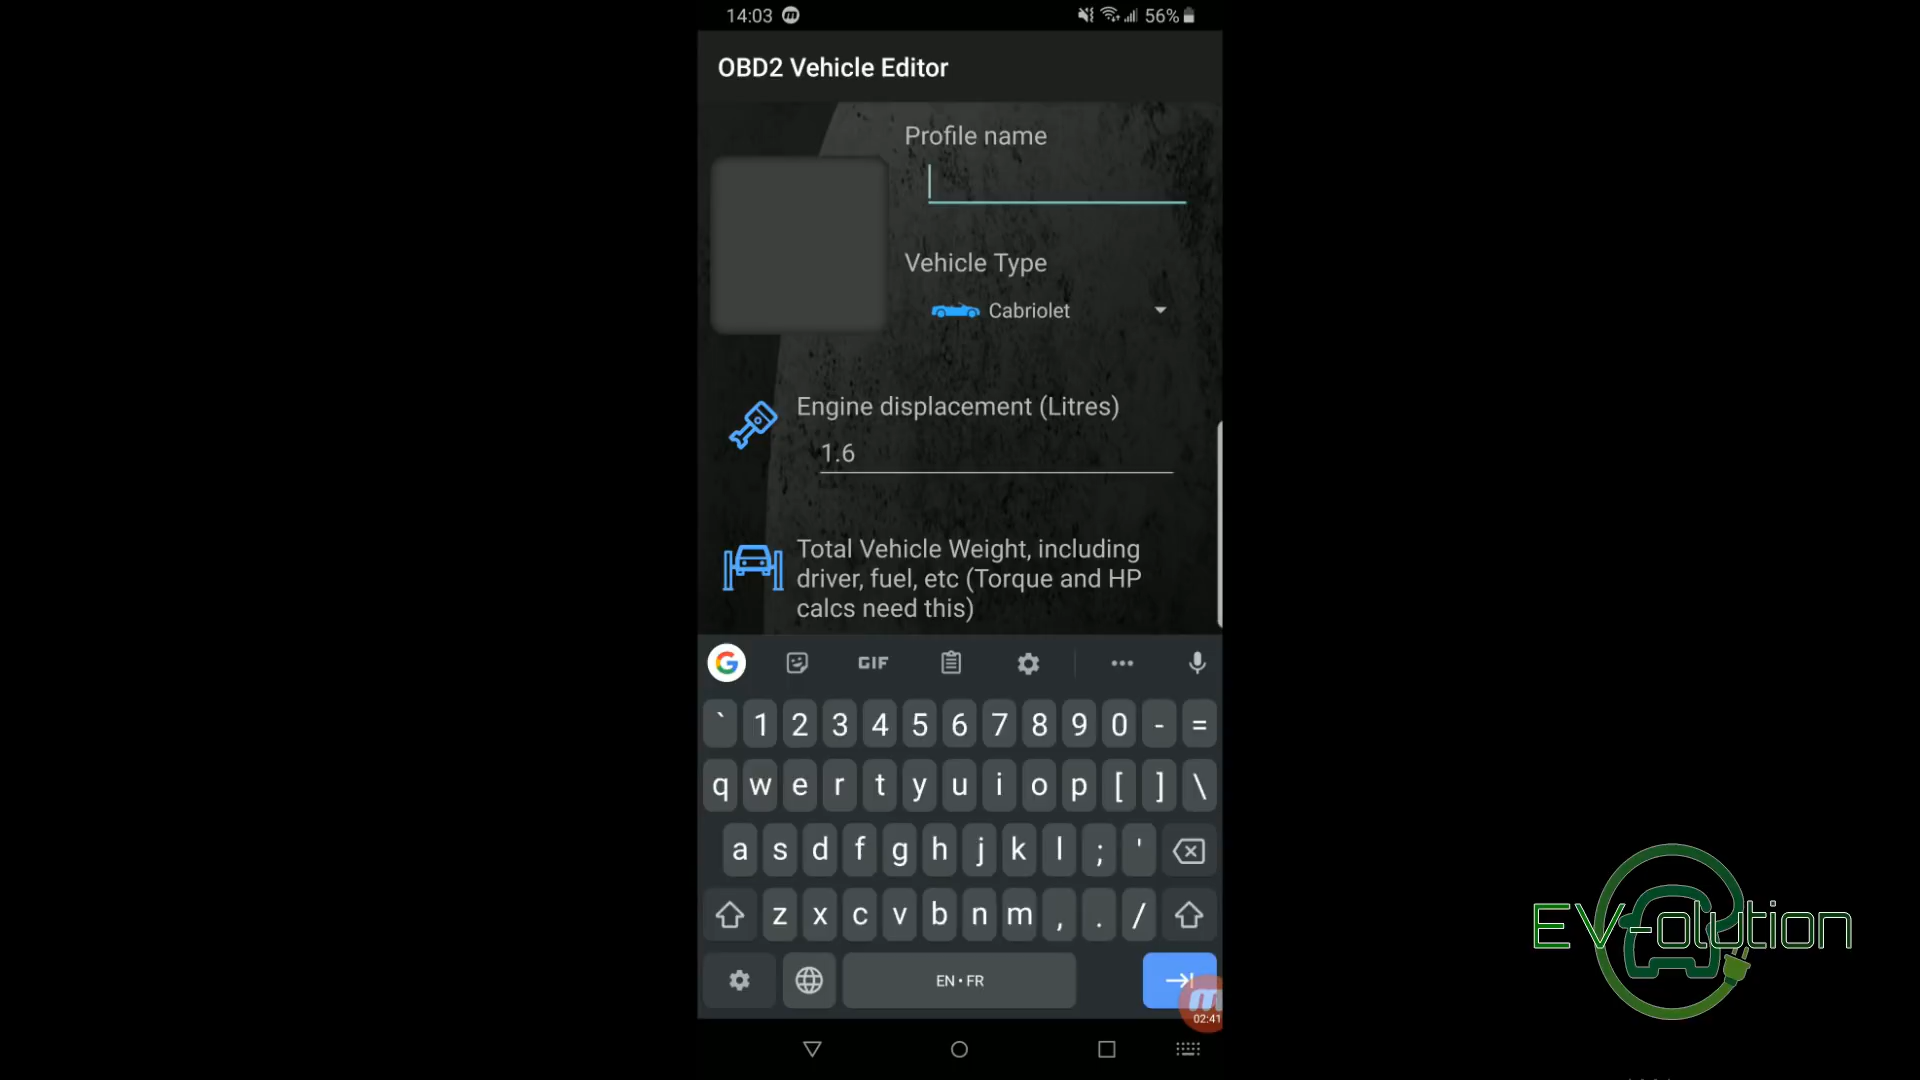 14:03 56%
OBD2 Vehicle Editor
Profile name
Vehicle Type
Cabriolet
Engine displacement (Litres)
1.6
Total Vehicle Weight, including
driver, fuel, etc (Torque and HP
calcs need this)
G GIF
` 1 2 3 4 5 6 7 8 9 0 - =
q w e r t y u i o p [ ] \
a s d f g h j k l ; '
z x c v b n m , . /
EN • FR
02:41
EV-olution